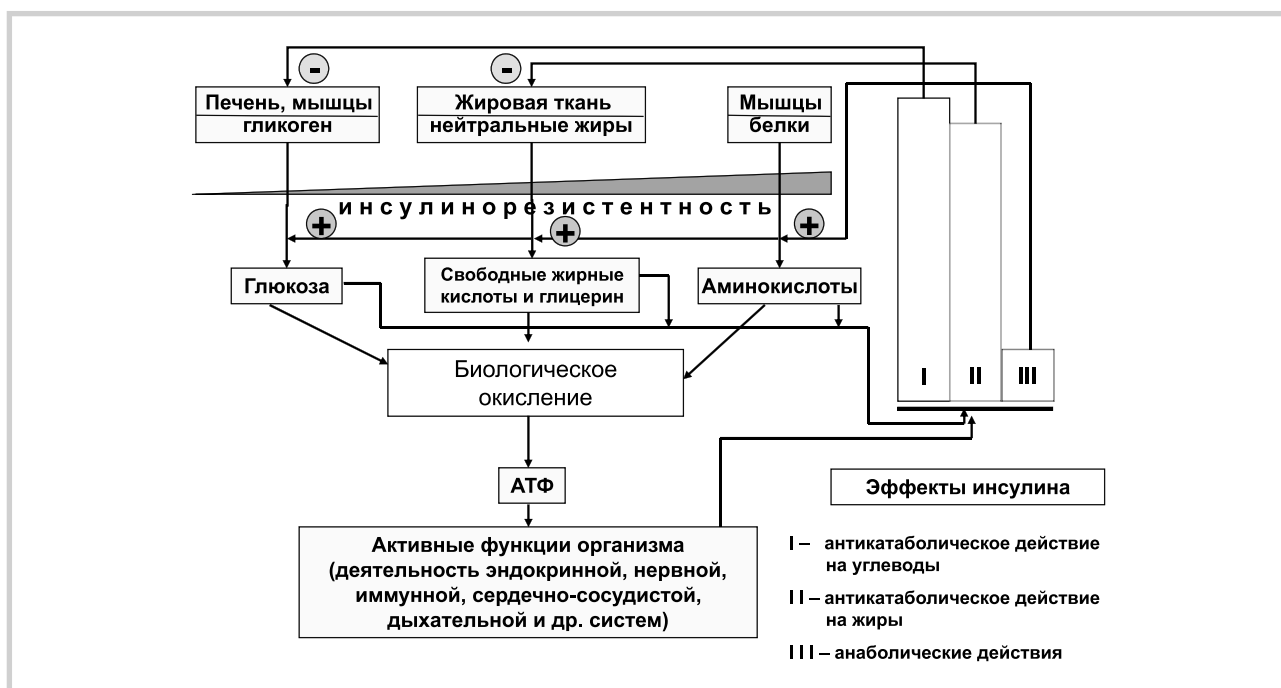 -
-
Печень, мышцы
гликоген
Жировая ткань
нейтральные жиры
Мышцы
белки
инсулинорезистентность
+
+
+
Глюкоза
Свободные жирные
кислоты и глицерин
Аминокислоты
Биологическое
окисление
I
II
III
АТФ
Эффекты инсулина
Активные функции организма
(деятельность эндокринной, нервной,
иммунной, сердечно-сосудистой,
дыхательной и др. систем)
I – антикатаболическое действие
на углеводы
II – антикатаболическое действие
на жиры
III – анаболические действия